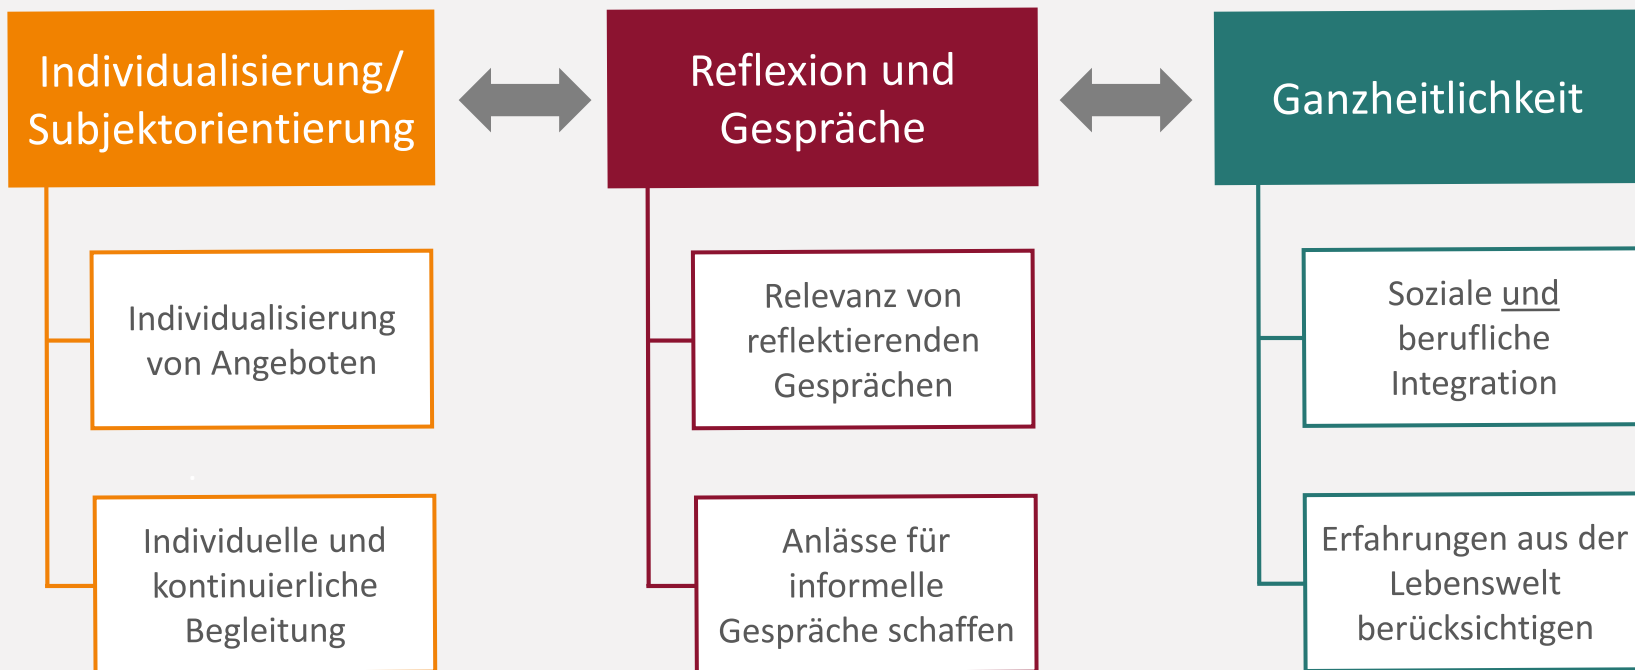 Individualisierung/
Subjektorientierung
Individualisierung
von Angeboten
Individuelle und
kontinuierliche
Begleitung
Reflexion und
Gespräche
Relevanz von
reflektierenden
Gesprächen
Anlässe für
informelle
Gespräche schaffen
Ganzheitlichkeit
Soziale und
berufliche
Integration
Erfahrungen aus der
Lebenswelt
berücksichtigen